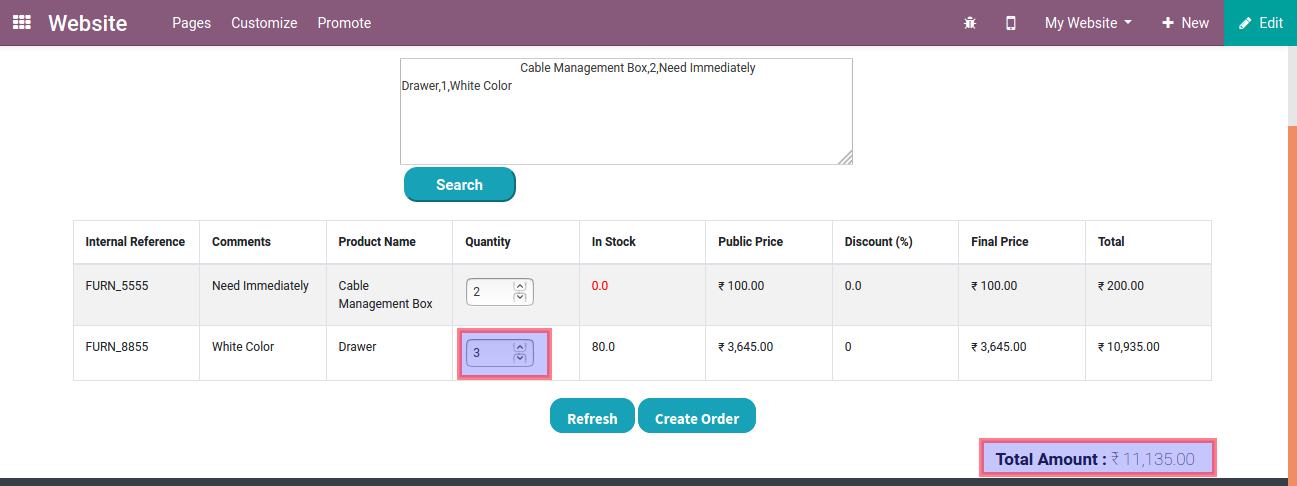 Website Pages Customize Promote My Website New Edit
Cable Management Box,2,Need Immediately
Drawer,1,White Color
Search
Internal Reference Comments Product Name Quantity In Stock Public Price Discount (%) Final Price Total
FURN_5555 Need Immediately Cable Management Box 2 0.0 ₹ 100.00 0.0 ₹ 100.00 ₹ 200.00
FURN_8855 White Color Drawer 3 80.0 ₹ 3,645.00 0 ₹ 3,645.00 ₹ 10,935.00
Refresh Create Order
Total Amount : ₹ 11,135.00